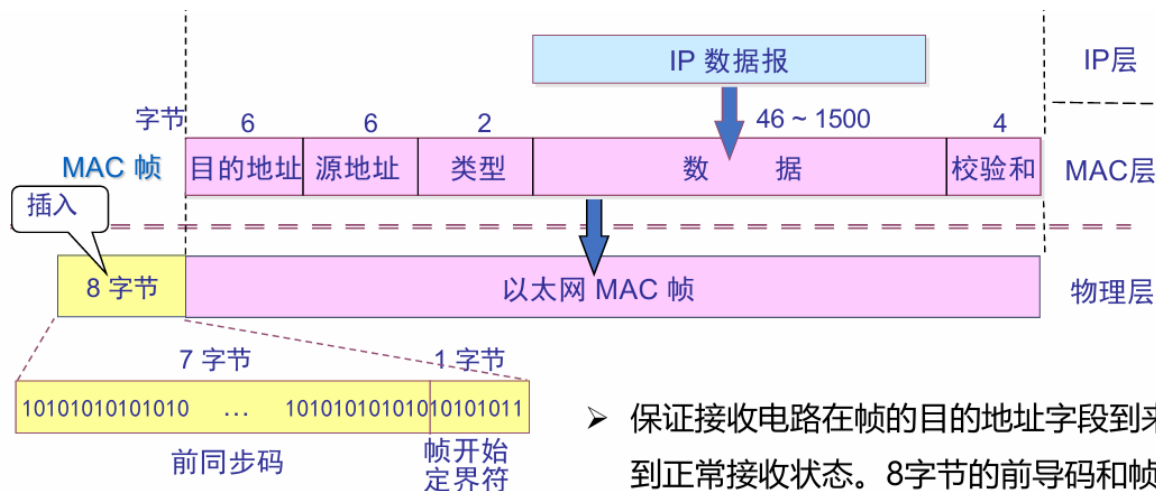 IP 数据报
IP层
字节 6 6 2 46 ~ 1500 4
MAC 帧 目的地址 源地址 类型 数 据 校验和 MAC层
插入
8 字节 以太网 MAC 帧 物理层
7 字节 1 字节
10101010101010 … 10101010101010101011
前同步码 帧开始
定界符
➢ 保证接收电路在帧的目的地址字段到来
到正常接收状态。8字节的前导码和帧